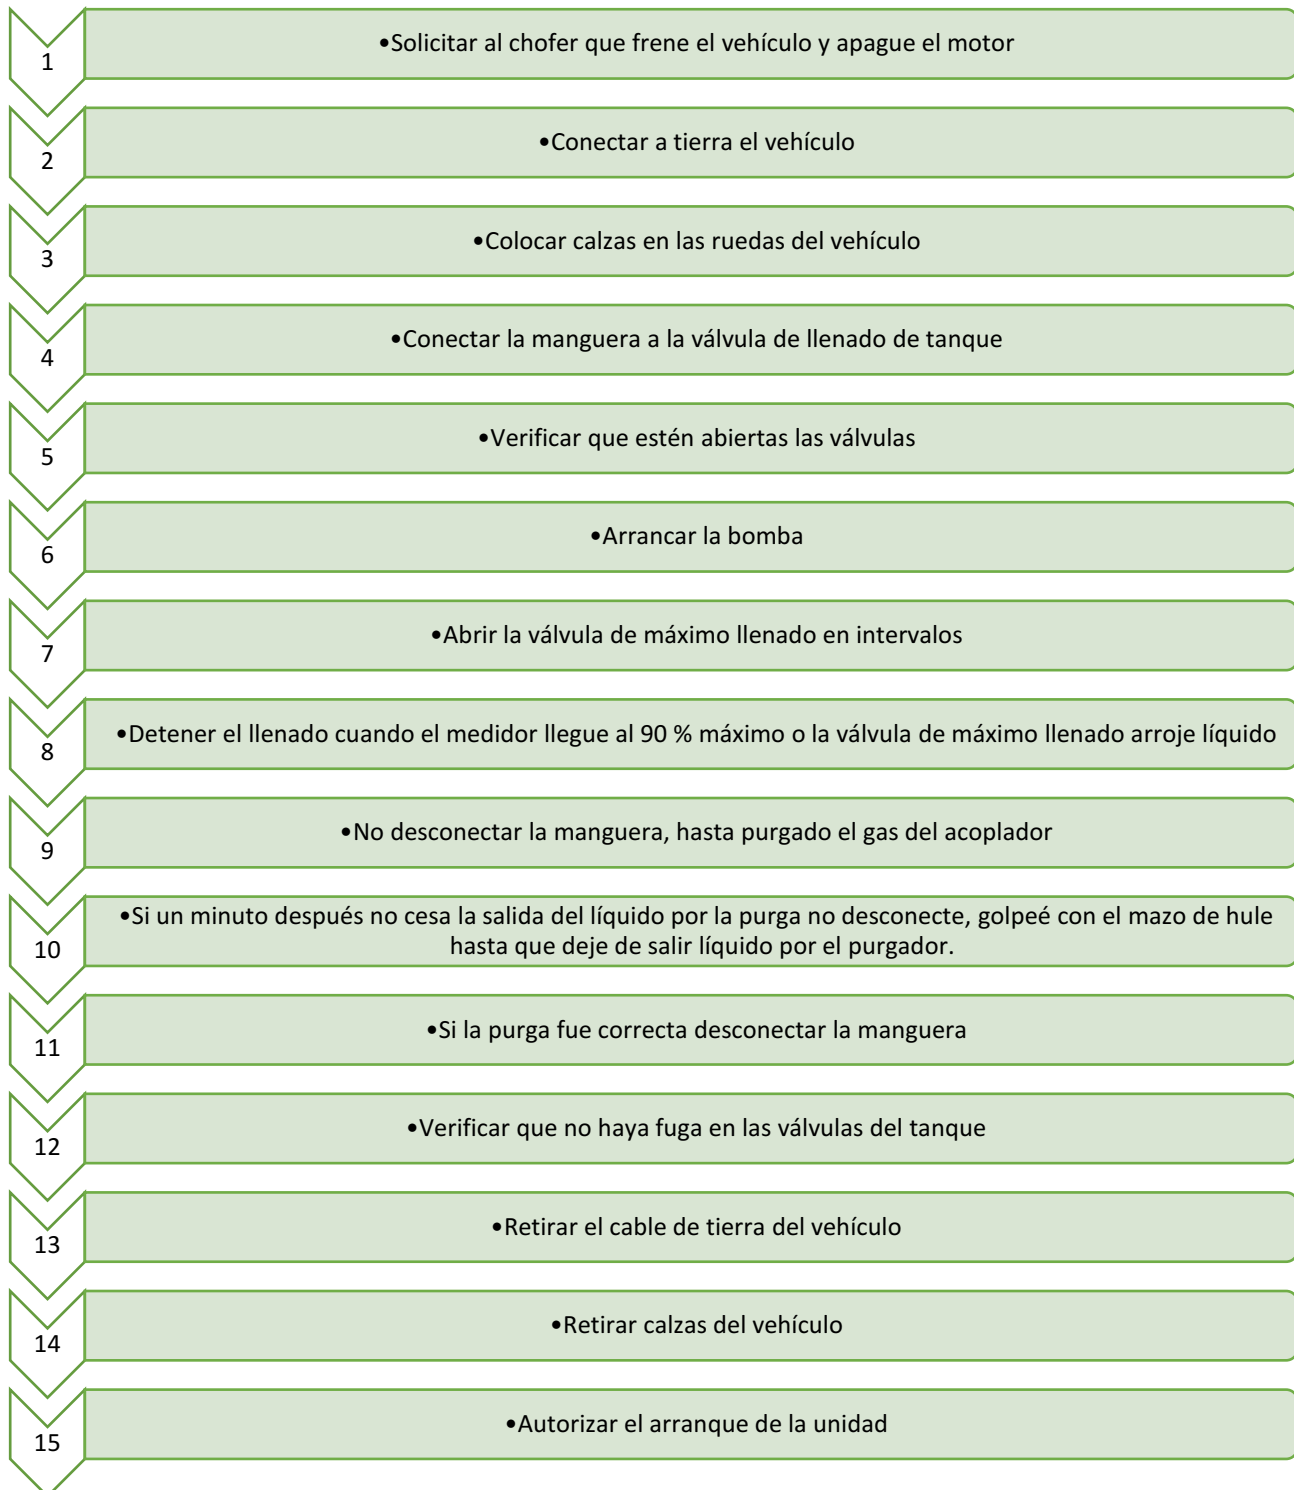 1
•Solicitar al chofer que frene el vehículo y apague el motor
2
•Conectar a tierra el vehículo
3
•Colocar calzas en las ruedas del vehículo
4
•Conectar la manguera a la válvula de llenado de tanque
5
•Verificar que estén abiertas las válvulas
6
•Arrancar la bomba
7
•Abrir la válvula de máximo llenado en intervalos
8
•Detener el llenado cuando el medidor llegue al 90 % máximo o la válvula de máximo llenado arroje líquido
9
•No desconectar la manguera, hasta purgado el gas del acoplador
10
•Si un minuto después no cesa la salida del líquido por la purga no desconecte, golpeé con el mazo de hule
hasta que deje de salir líquido por el purgador.
11
•Si la purga fue correcta desconectar la manguera
12
•Verificar que no haya fuga en las válvulas del tanque
13
•Retirar el cable de tierra del vehículo
14
•Retirar calzas del vehículo
15
•Autorizar el arranque de la unidad